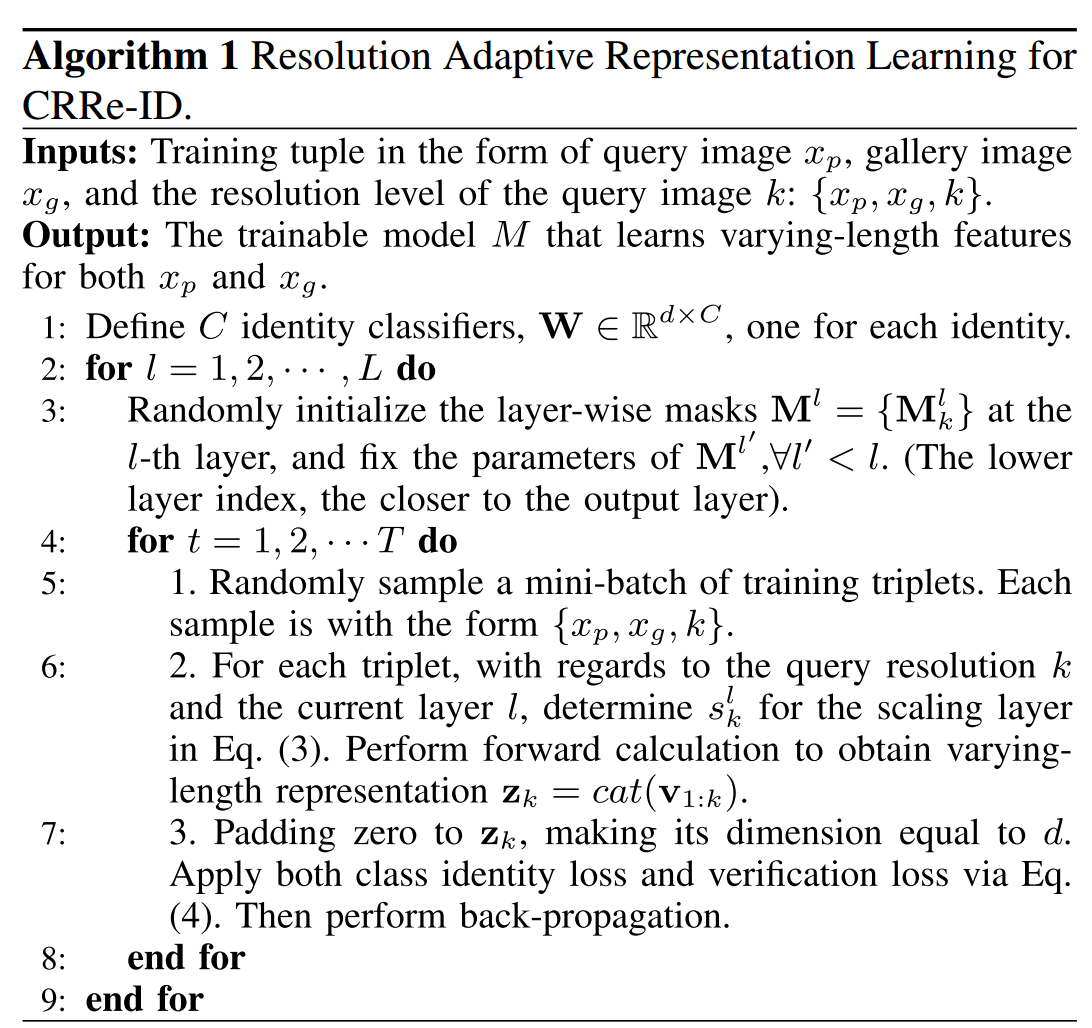 Algorithm 1 Resolution Adaptive Representation Learning for
CRRe-ID.
Inputs: Training tuple in the form of query image $x_p$, gallery image
$x_g$, and the resolution level of the query image $k$: $\{x_p, x_g, k\}$.
Output: The trainable model $M$ that learns varying-length features
for both $x_p$ and $x_g$.
1: Define $C$ identity classifiers, $\mathbf{W} \in \mathbb{R}^{d \times C}$, one for each identity.
2: for $l = 1, 2, \cdots, L$ do
3: Randomly initialize the layer-wise masks $\mathbf{M}^l = \{\mathbf{M}_k^l\}$ at the
$l$-th layer, and fix the parameters of $\mathbf{M}^{l'}$,$\forall l' < l$. (The lower
layer index, the closer to the output layer).
4: for $t = 1, 2, \cdots T$ do
5: 1. Randomly sample a mini-batch of training triplets. Each
sample is with the form $\{x_p, x_g, k\}$.
6: 2. For each triplet, with regards to the query resolution $k$
and the current layer $l$, determine $s_k^l$ for the scaling layer
in Eq. (3). Perform forward calculation to obtain varying-
length representation $\mathbf{z}_k = cat(\mathbf{v}_{1:k})$.
7: 3. Padding zero to $\mathbf{z}_k$, making its dimension equal to $d$.
Apply both class identity loss and verification loss via Eq.
(4). Then perform back-propagation.
8: end for
9: end for